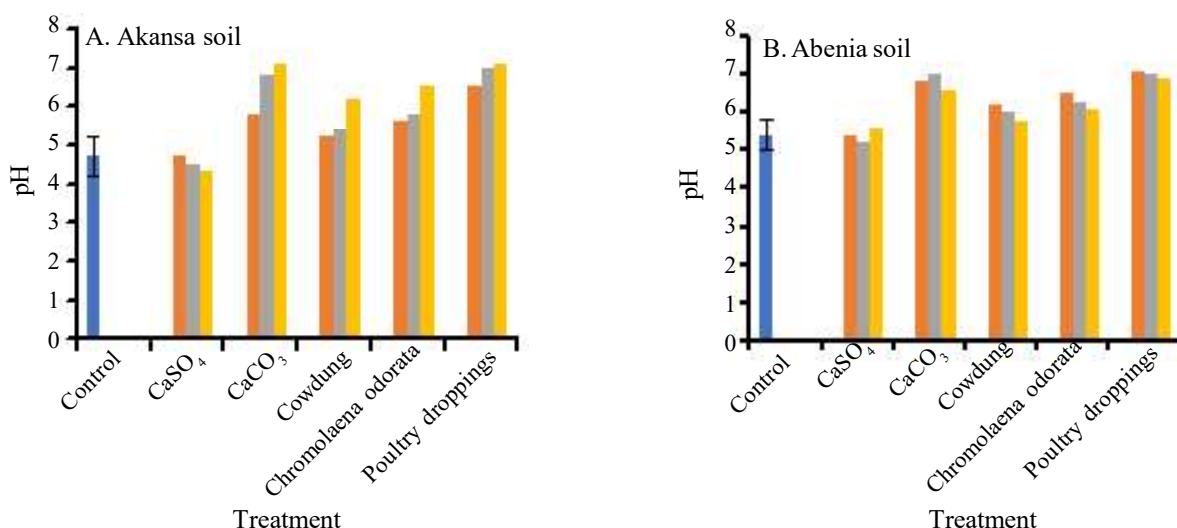 A. Akansa soil
8
7
6
5
4
3
2
1
0
pH
Control
CaSO₄
CaCO₃
Cowdung
Chromolaena odorata
Poultry droppings
Treatment
B. Abenia soil
8
7
6
5
4
3
2
1
0
pH
Control
CaSO₄
CaCO₃
Cowdung
Chromolaena odorata
Poultry droppings
Treatment